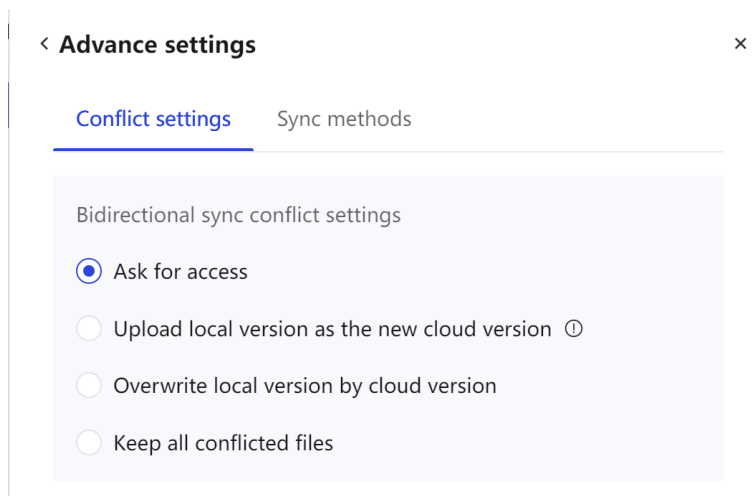 Advance settings
Conflict settings Sync methods
Bidirectional sync conflict settings
Ask for access
Upload local version as the new cloud version
Overwrite local version by cloud version
Keep all conflicted files